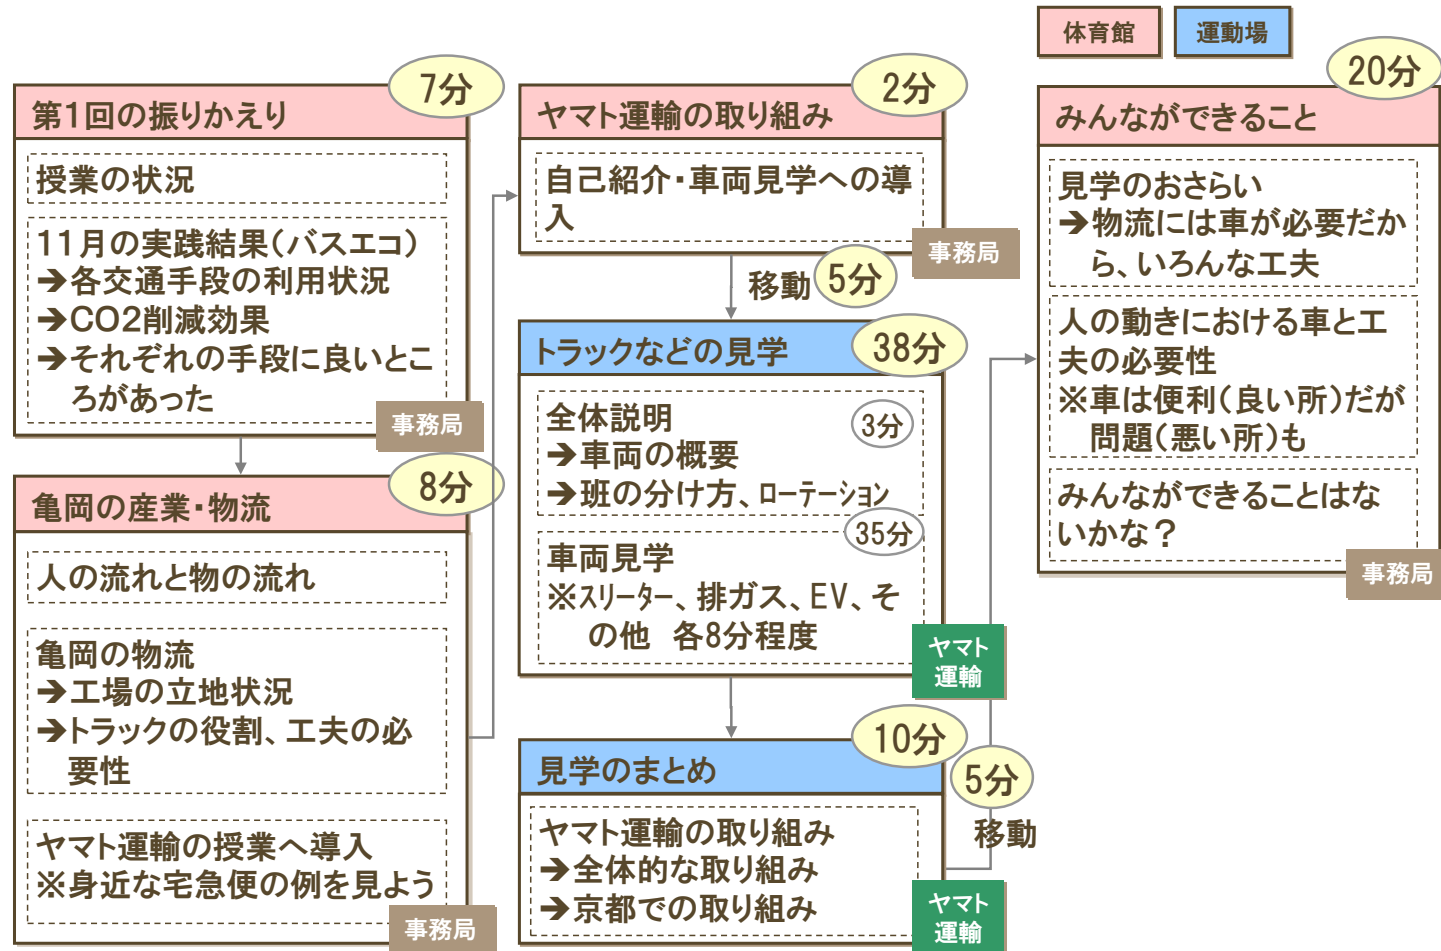 体育館
運動場
7分
第1回の振りかえり
授業の状況
11月の実践結果（バスエコ）
➔各交通手段の利用状況
➔CO2削減効果
➔それぞれの手段に良いとこ
ろがあった
事務局
8分
亀岡の産業・物流
人の流れと物の流れ
亀岡の物流
➔工場の立地状況
➔トラックの役割、工夫の必
要性
ヤマト運輸の授業へ導入
※身近な宅急便の例を見よう
事務局
2分
ヤマト運輸の取り組み
自己紹介・車両見学への導
入
事務局
移動
5分
38分
トラックなどの見学
全体説明
3分
➔車両の概要
➔班の分け方、ﾛｰﾃｰｼｮﾝ
35分
車両見学
※ｽﾘｰﾀｰ、排ガス、EV、そ
の他 各8分程度
ヤマト
運輸
10分
見学のまとめ
ヤマト運輸の取り組み
➔全体的な取り組み
➔京都での取り組み
ヤマト
運輸
5分
移動
20分
みんなができること
見学のおさらい
➔物流には車が必要だか
ら、いろんな工夫
人の動きにおける車と工
夫の必要性
※車は便利（良い所）だが
問題（悪い所）も
みんなができることはな
いかな？
事務局